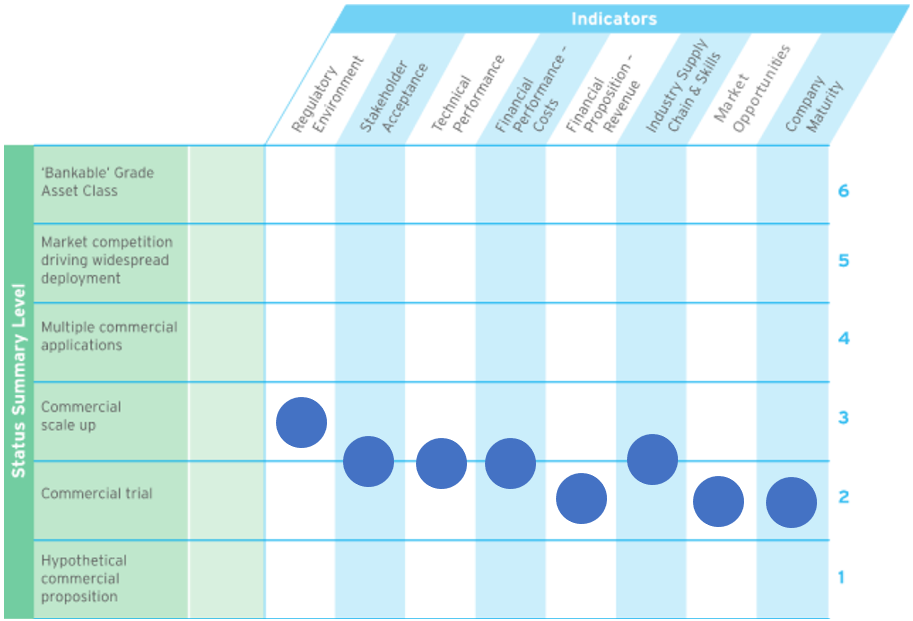 Indicators
Regulatory
Environment
Stakeholder
Acceptance
Technical
Performance
Financial
Performance -
Costs
Financial
Proposition -
Revenue
Industry Supply
Chain & Skills
Market
Opportunities
Company
Maturity
Status Summary Level
'Bankable' Grade
Asset Class
6
Market competition
driving widespread
deployment
5
Multiple commercial
applications
4
Commercial
scale up
3
Commercial trial
2
Hypothetical
commercial
proposition
1